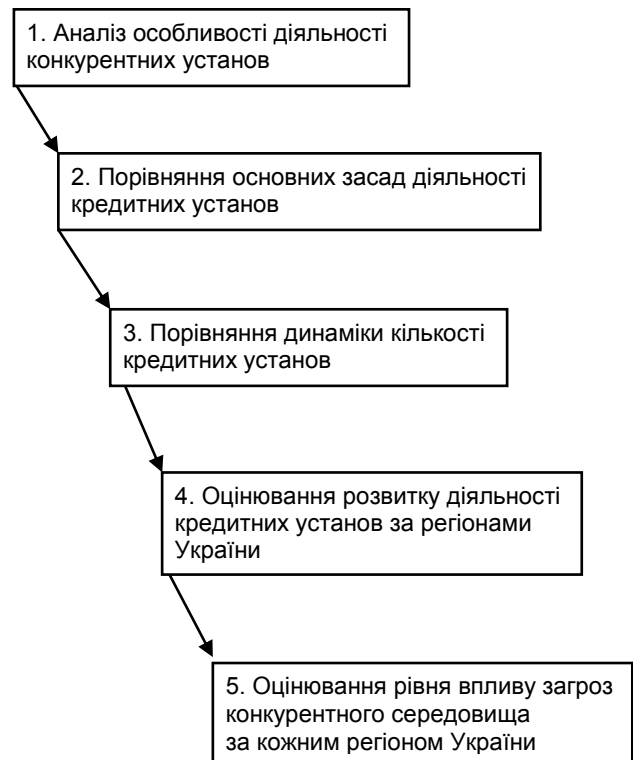 1. Аналіз особливості діяльності
конкурентних установ
2. Порівняння основних засад діяльності
кредитних установ
3. Порівняння динаміки кількості
кредитних установ
4. Оцінювання розвитку діяльності
кредитних установ за регіонами
України
5. Оцінювання рівня впливу загроз
конкурентного середовища
за кожним регіоном України